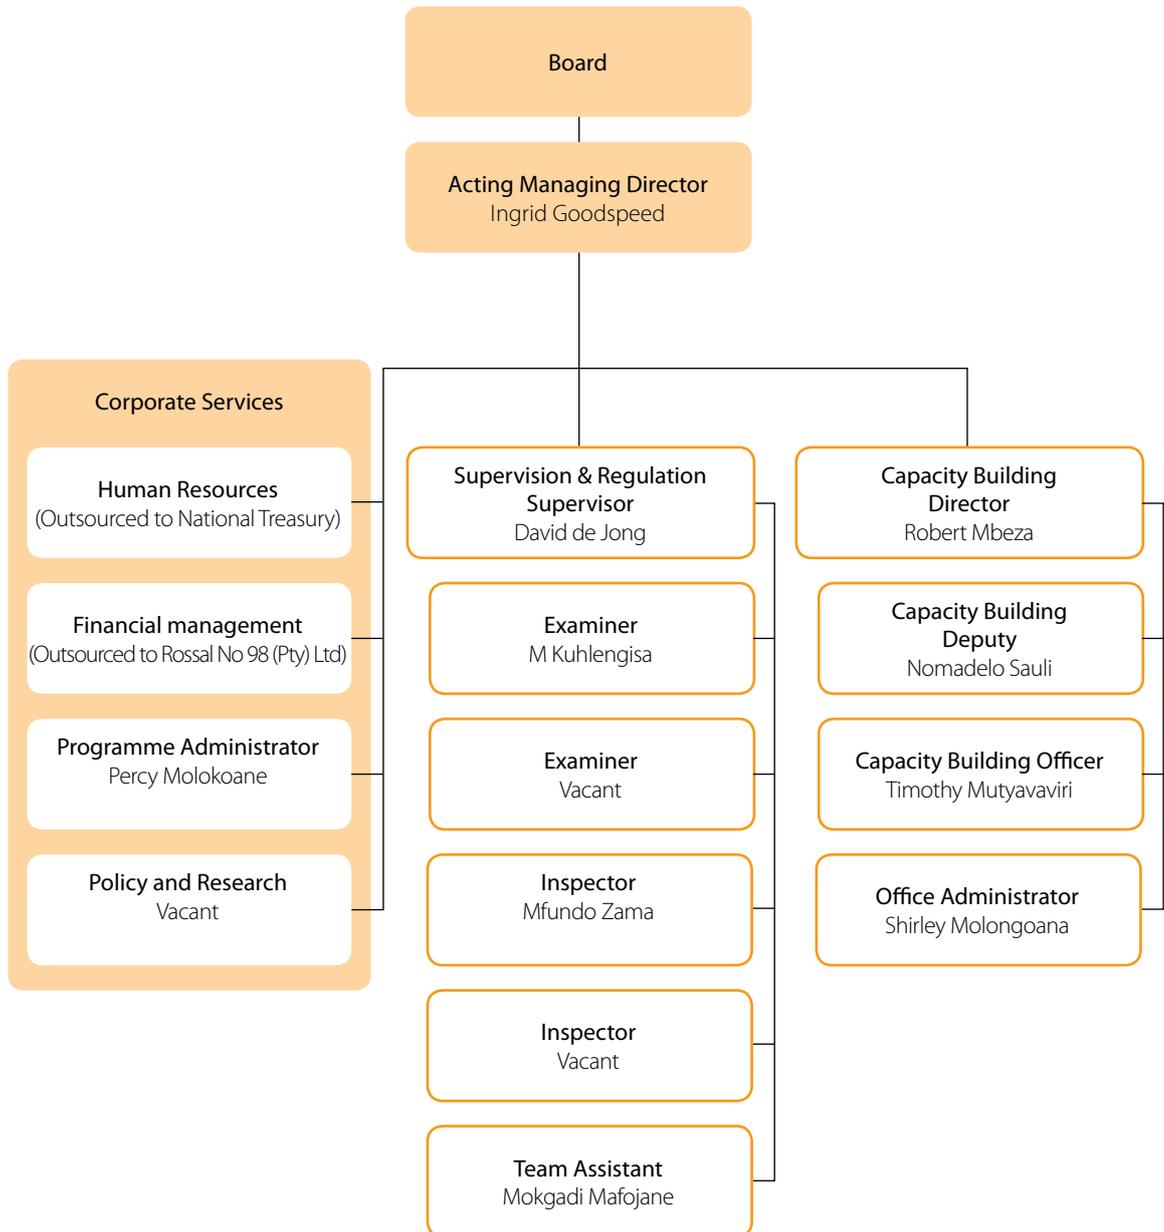 Board
Acting Managing Director
Ingrid Goodspeed
Corporate Services
Human Resources
(Outsourced to National Treasury)
Financial management
(Outsourced to Rossal No 98 (Pty) Ltd)
Programme Administrator
Percy Molokoane
Policy and Research
Vacant
Supervision & Regulation
Supervisor
David de Jong
Examiner
M Kuhlengisa
Examiner
Vacant
Inspector
Mfundo Zama
Inspector
Vacant
Team Assistant
Mokgadi Mafojane
Capacity Building
Director
Robert Mbeza
Capacity Building
Deputy
Nomadelo Sauli
Capacity Building Officer
Timothy Mutyavaviri
Office Administrator
Shirley Molongoana